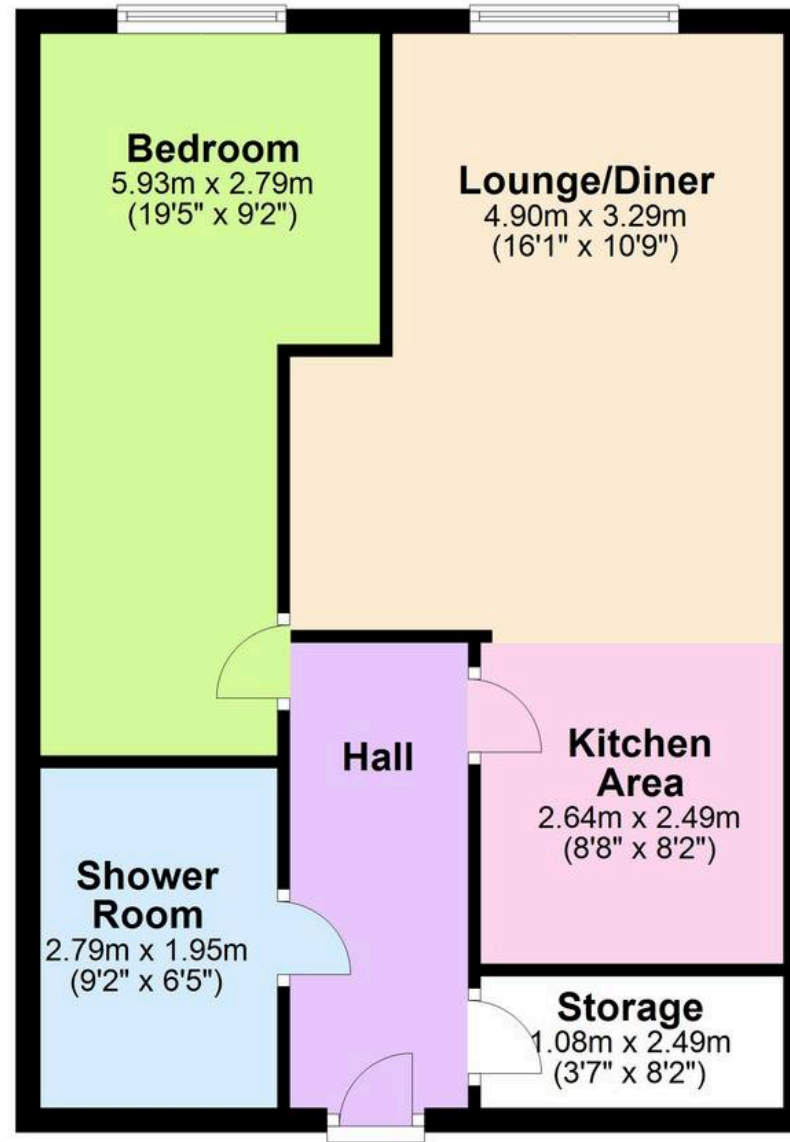 Bedroom
5.93m x 2.79m
(19'5" x 9'2")
Lounge/Diner
4.90m x 3.29m
(16'1" x 10'9")
Hall
Kitchen
Area
2.64m x 2.49m
(8'8" x 8'2")
Shower
Room
2.79m x 1.95m
(9'2" x 6'5")
Storage
1.08m x 2.49m
(3'7" x 8'2")